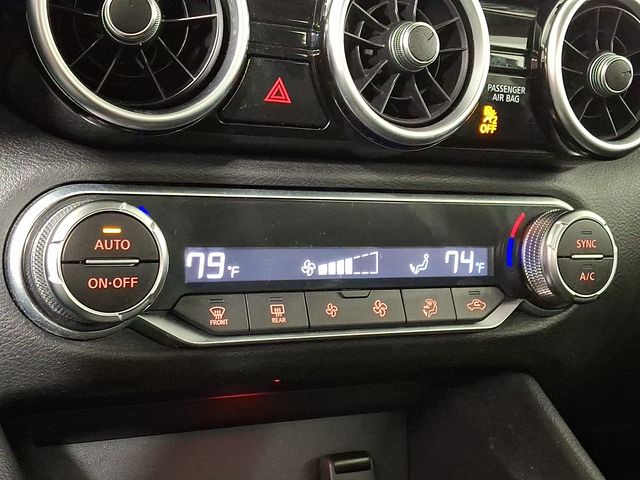 PASSENGER
AIR BAG
OFF
AUTO
ON·OFF
79°F
74°F
SYNC
A/C
FRONT
REAR